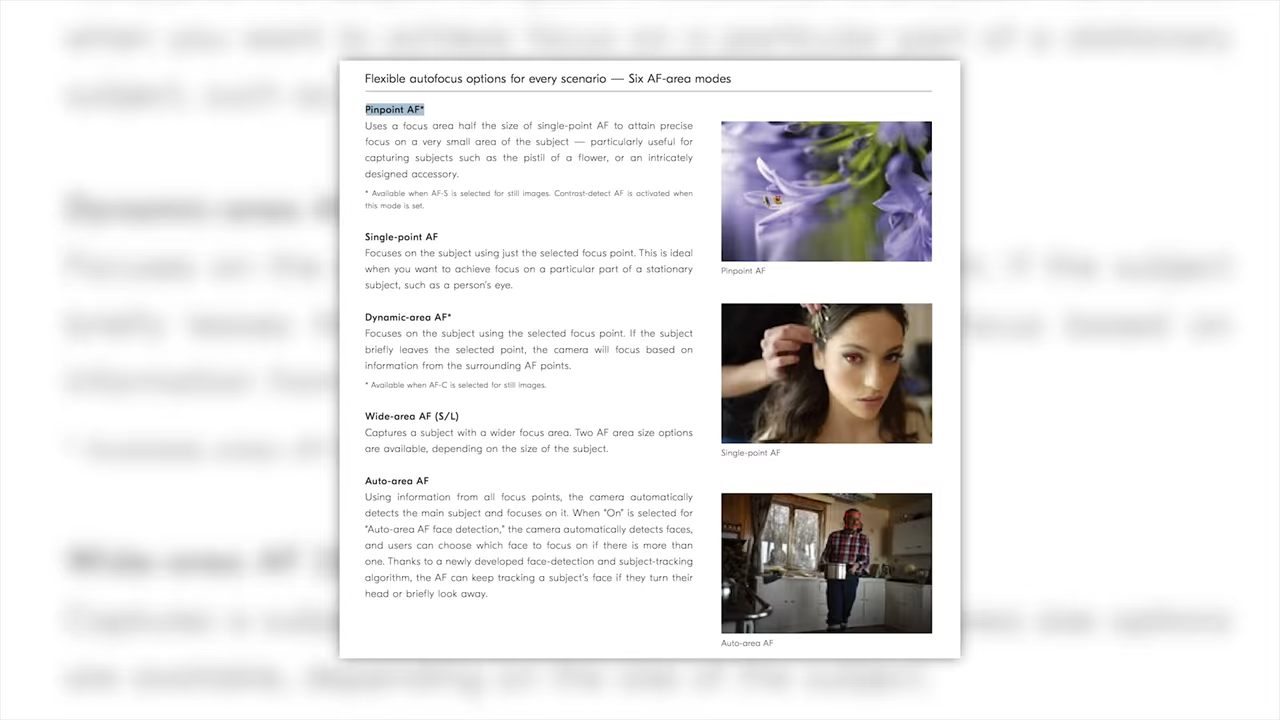 Flexible autofocus options for every scenario — Six AF-area modes
Pinpoint AF*
Uses a focus area half the size of single-point AF to attain precise
focus on a very small area of the subject — particularly useful for
capturing subjects such as the pistil of a flower, or an intricately
designed accessory.
* Available when AF-S is selected for still images. Contrast-detect AF is activated when
this mode is set.
Single-point AF
Focuses on the subject using just the selected focus point. This is ideal
when you want to achieve focus on a particular part of a stationary
subject, such as a person's eye.
Dynamic-area AF*
Focuses on the subject using the selected focus point. If the subject
briefly leaves the selected point, the camera will focus based on
information from the surrounding AF points.
* Available when AF-C is selected for still images.
Wide-area AF (S/L)
Captures a subject with a wider focus area. Two AF area size options
are available, depending on the size of the subject.
Auto-area AF
Using information from all focus points, the camera automatically
detects the main subject and focuses on it. When "On" is selected for
"Auto-area AF face detection," the camera automatically detects faces,
and users can choose which face to focus on if there is more than
one. Thanks to a newly developed face-detection and subject-tracking
algorithm, the AF can keep tracking a subject's face if they turn their
head or briefly look away.
Pinpoint AF
Single-point AF
Auto-area AF